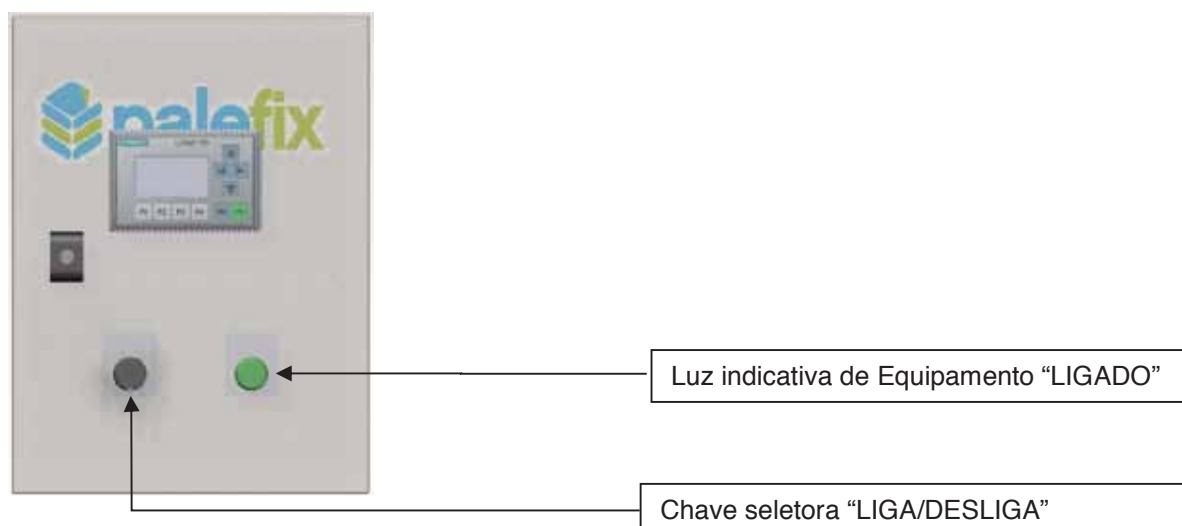 palefix
Luz indicativa de Equipamento “LIGADO”
Chave seletora “LIGA/DESLIGA”